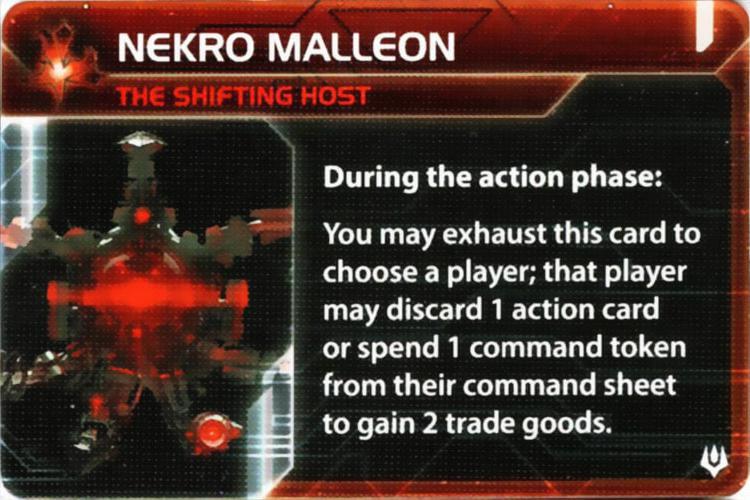 NEKRO MALLEON
THE SHIFTING HOST
During the action phase:
You may exhaust this card to
choose a player; that player
may discard 1 action card
or spend 1 command token
from their command sheet
to gain 2 trade goods.